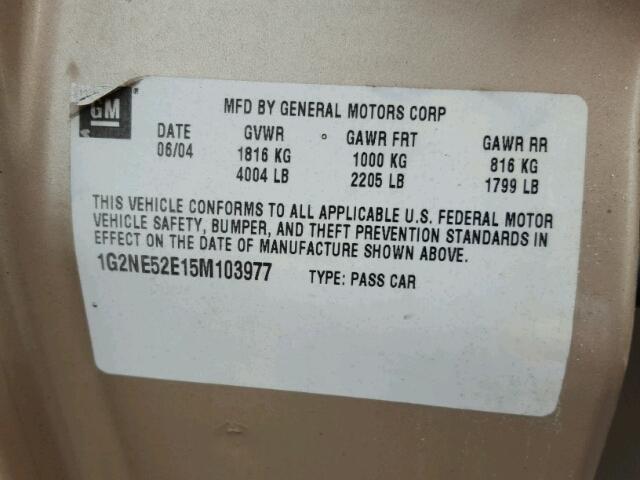 GM
MFD BY GENERAL MOTORS CORP
DATE GVWR GAWR FRT GAWR RR
06/04 1816 KG 1000 KG 816 KG
4004 LB 2205 LB 1799 LB
THIS VEHICLE CONFORMS TO ALL APPLICABLE U.S. FEDERAL MOTOR
VEHICLE SAFETY, BUMPER, AND THEFT PREVENTION STANDARDS IN
EFFECT ON THE DATE OF MANUFACTURE SHOWN ABOVE.
1G2NE52E15M103977 TYPE: PASS CAR